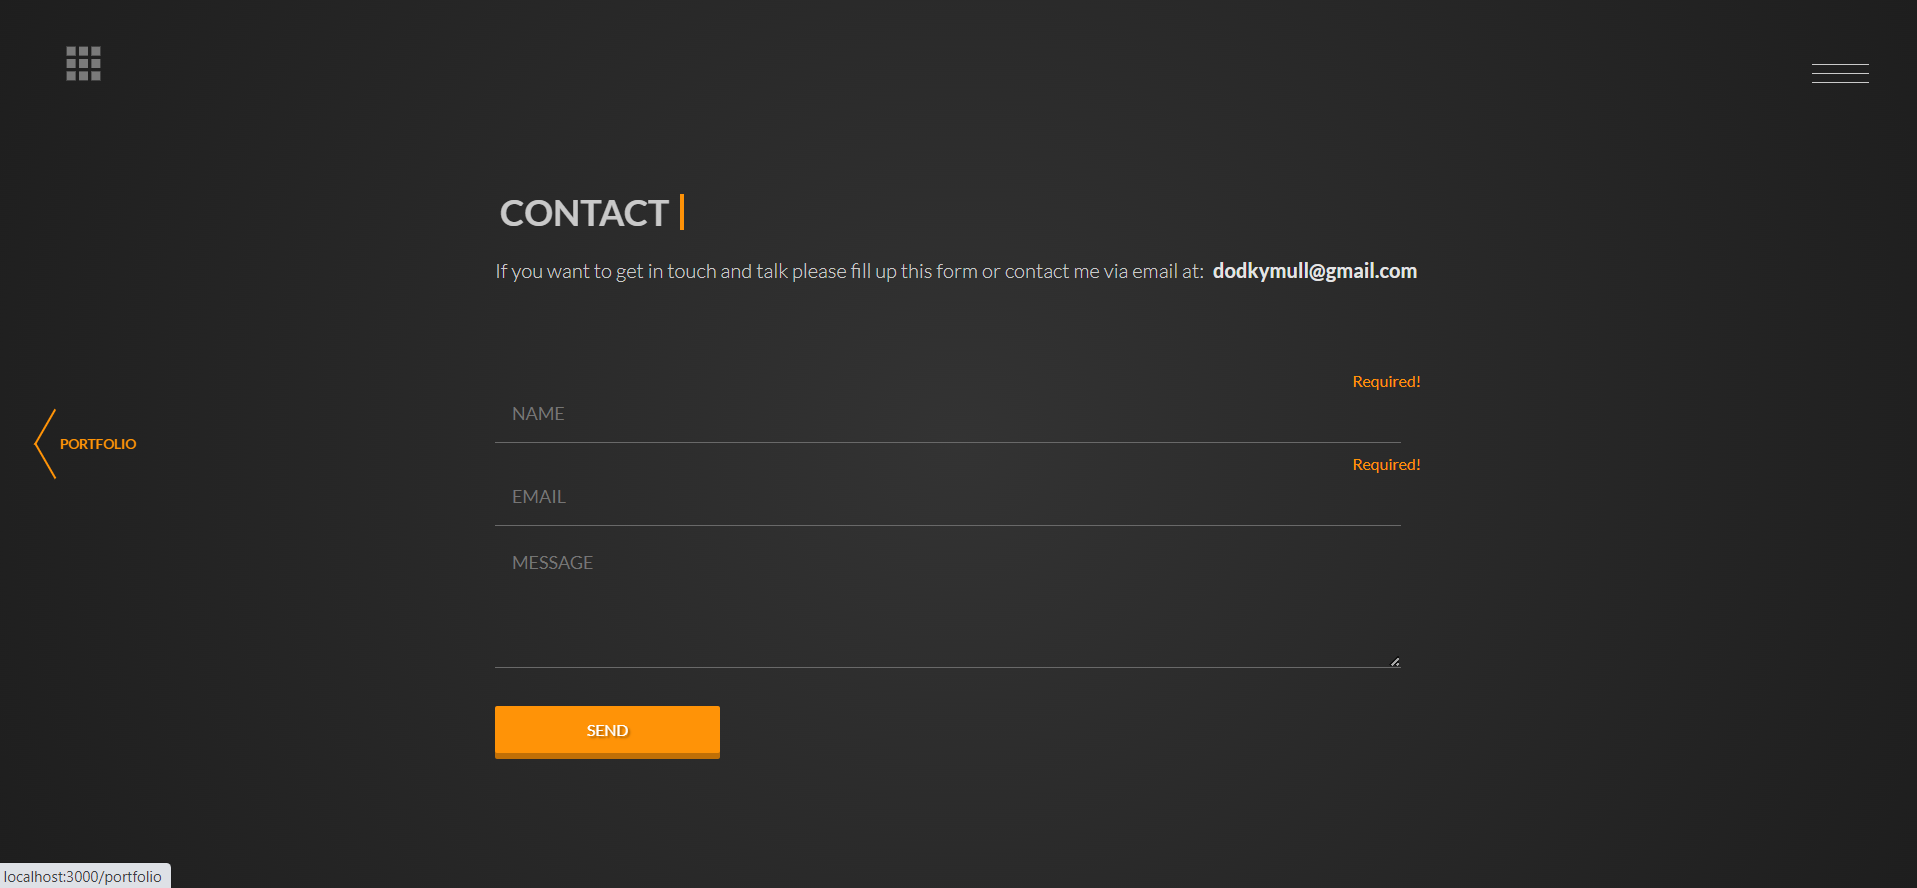 CONTACT
If you want to get in touch and talk please fill up this form or contact me via email at: dodkymull@gmail.com
Required!
NAME
PORTFOLIO
Required!
EMAIL
MESSAGE
SEND
localhost:3000/portfolio